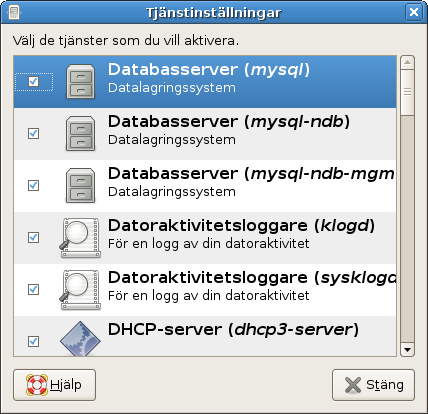 Tjänstinställningar
Välj de tjänster som du vill aktivera.
Databasserver (mysql)
Datalagringssystem
Databasserver (mysql-ndb)
Datalagringssystem
Databasserver (mysql-ndb-mgm
Datalagringssystem
Datoraktivitetsloggare (klogd)
För en logg av din datoraktivitet
Datoraktivitetsloggare (sysklogd
För en logg av din datoraktivitet
DHCP-server (dhcp3-server)
Hjälp
Stäng